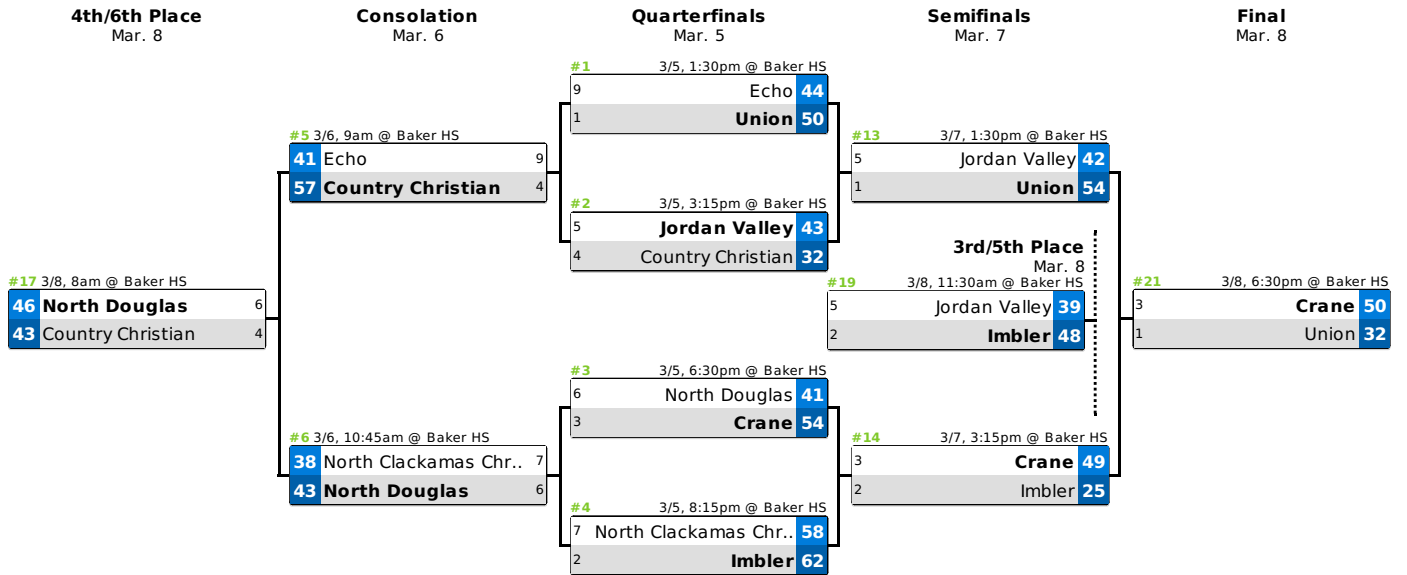 4th/6th Place
Mar. 8
Consolation
Mar. 6
Quarterfinals
Mar. 5
Semifinals
Mar. 7
Final
Mar. 8
#17 3/8, 8am @ Baker HS
46 North Douglas 6
43 Country Christian 4
#5 3/6, 9am @ Baker HS
41 Echo 9
57 Country Christian 4
#6 3/6, 10:45am @ Baker HS
38 North Clackamas Chr.. 7
43 North Douglas 6
#1 3/5, 1:30pm @ Baker HS
9 Echo 44
1 Union 50
#2 3/5, 3:15pm @ Baker HS
5 Jordan Valley 43
4 Country Christian 32
#3 3/5, 6:30pm @ Baker HS
6 North Douglas 41
3 Crane 54
#4 3/5, 8:15pm @ Baker HS
7 North Clackamas Chr.. 58
2 Imbler 62
#13 3/7, 1:30pm @ Baker HS
5 Jordan Valley 42
1 Union 54
3rd/5th Place
Mar. 8
#19 3/8, 11:30am @ Baker HS
5 Jordan Valley 39
2 Imbler 48
#14 3/7, 3:15pm @ Baker HS
3 Crane 49
2 Imbler 25
#21 3/8, 6:30pm @ Baker HS
3 Crane 50
1 Union 32